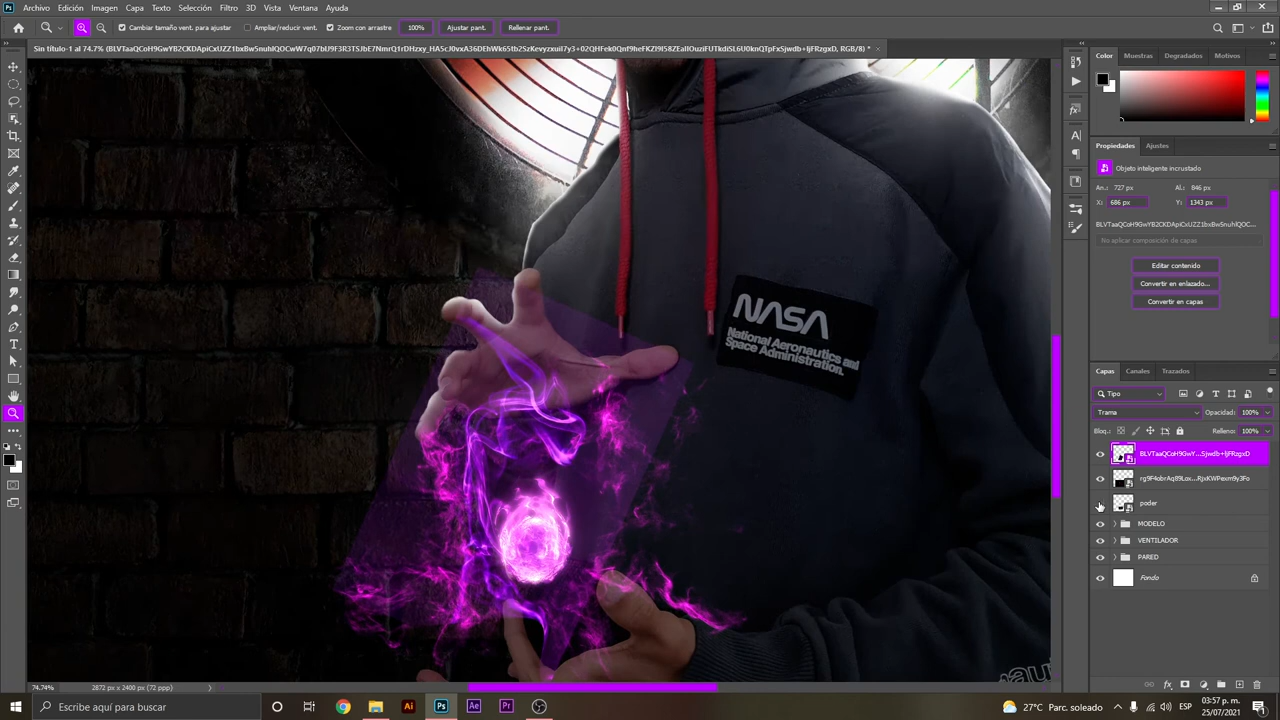 Archivo Edición Imagen Capa Texto Selección Filtro 3D Vista Ventana Ayuda
Cambiar tamaño vent. para ajustar Ampliar/reducir vent. Zoom con arrastre 100% Ajustar pant. Rellenar pant.
Color Muestras Degradados Motivos
Propiedades Ajustes
Objeto inteligente incrustado
An.: 727 px Al.: 846 px
X: 686 px Y: 1343 px
No aplicar composición de capas
Editar contenido
Convertir en enlazado...
Convertir en capas
NASA
National Aeronautics and
Space Administration.
Capas Canales Trazados
Tipo
Trama Opacidad: 100%
Bloq.: Relleno: 100%
poder
MODELO
VENTILADOR
PARED
Fondo
74.74% 2872 px x 2400 px (72 ppp)
Escribe aquí para buscar
27°C Parc. soleado ESP 03:57 p. m.
25/07/2021